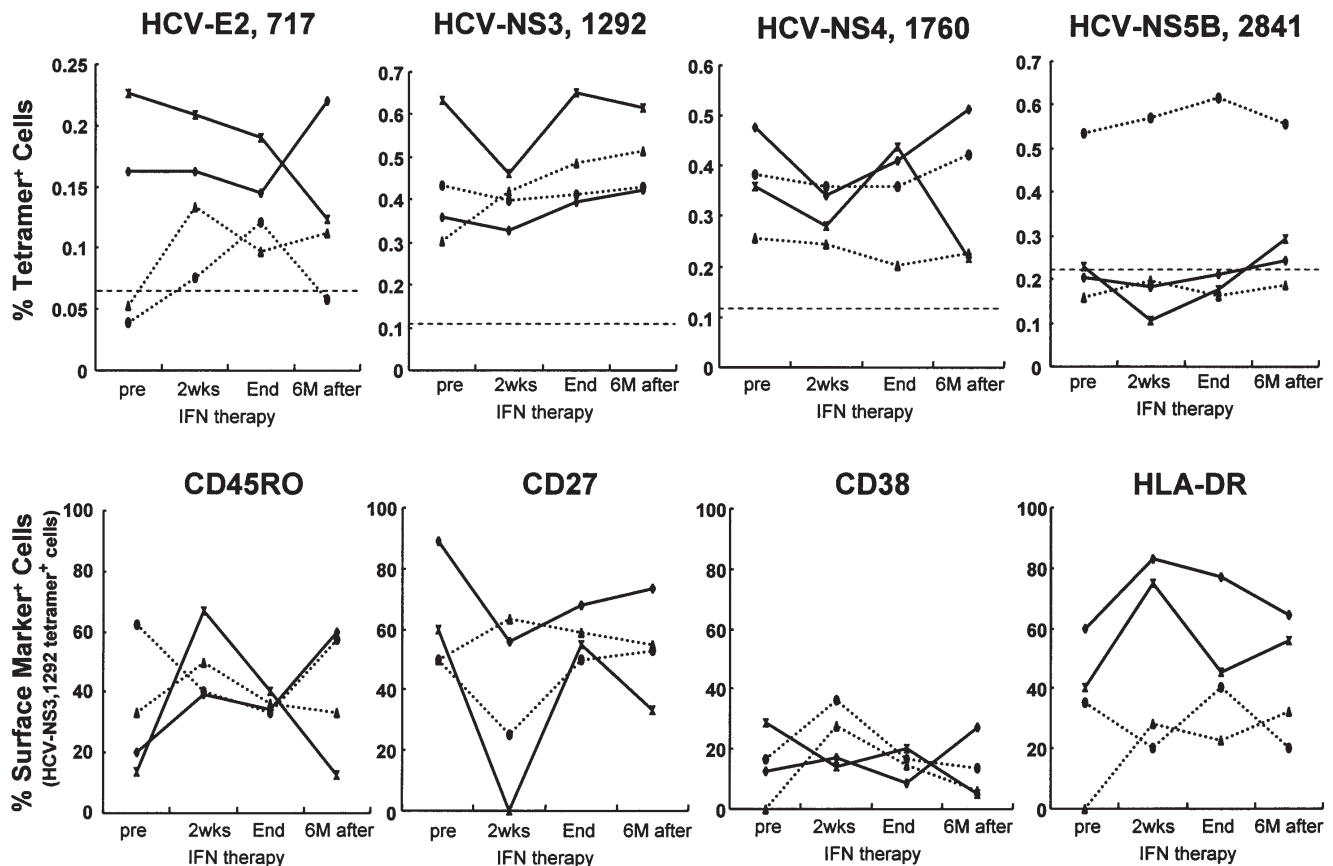 HCV-E2, 717
HCV-NS3, 1292
HCV-NS4, 1760
HCV-NS5B, 2841
% Tetramer⁺ Cells
0.25
0.2
0.15
0.1
0.05
0
pre 2wks End 6M after
IFN therapy
0.7
0.6
0.5
0.4
0.3
0.2
0.1
0
pre 2wks End 6M after
IFN therapy
0.6
0.5
0.4
0.3
0.2
0.1
0
pre 2wks End 6M after
IFN therapy
0.7
0.6
0.5
0.4
0.3
0.2
0.1
0
pre 2wks End 6M after
IFN therapy
CD45RO
CD27
CD38
HLA-DR
% Surface Marker⁺ Cells
(HCV-NS3,1292 tetramer⁺ cells)
100
80
60
40
20
0
pre 2wks End 6M after
IFN therapy
100
80
60
40
20
0
pre 2wks End 6M after
IFN therapy
100
80
60
40
20
0
pre 2wks End 6M after
IFN therapy
100
80
60
40
20
0
pre 2wks End 6M after
IFN therapy